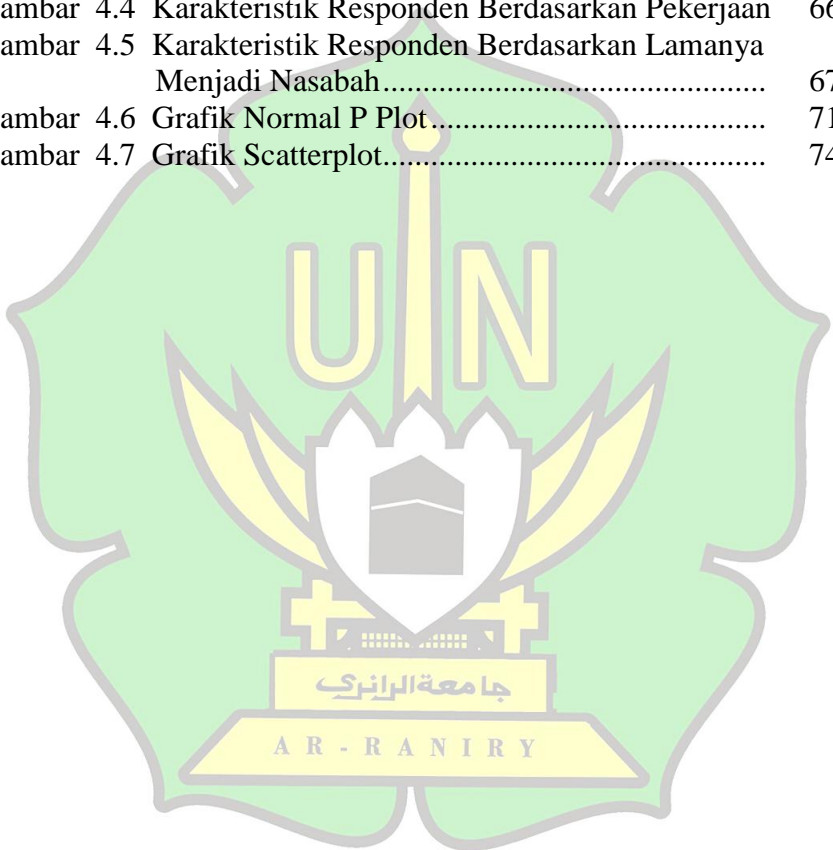 ambar 4.4 Karakteristik Responden Berdasarkan Pekerjaan 66
ambar 4.5 Karakteristik Responden Berdasarkan Lamanya
Menjadi Nasabah................................................ 67
ambar 4.6 Grafik Normal P Plot.......................................... 71
ambar 4.7 Grafik Scatterplot................................................ 74
UIN
جامعة الرانري
AR-RANIRY